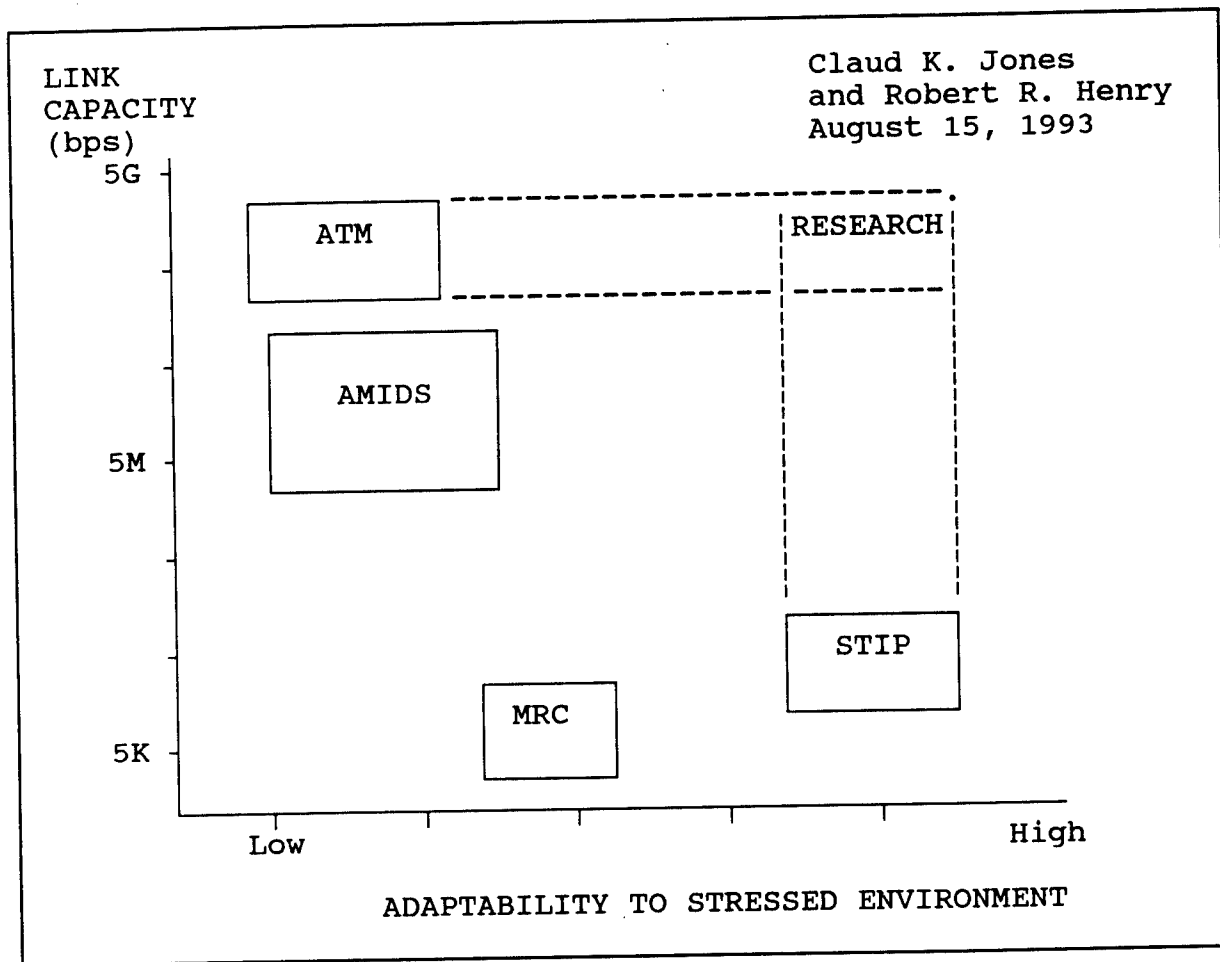 LINK
CAPACITY
(bps)
Claud K. Jones
and Robert R. Henry
August 15, 1993
5G
ATM
RESEARCH
AMIDS
5M
STIP
MRC
5K
Low
High
ADAPTABILITY TO STRESSED ENVIRONMENT